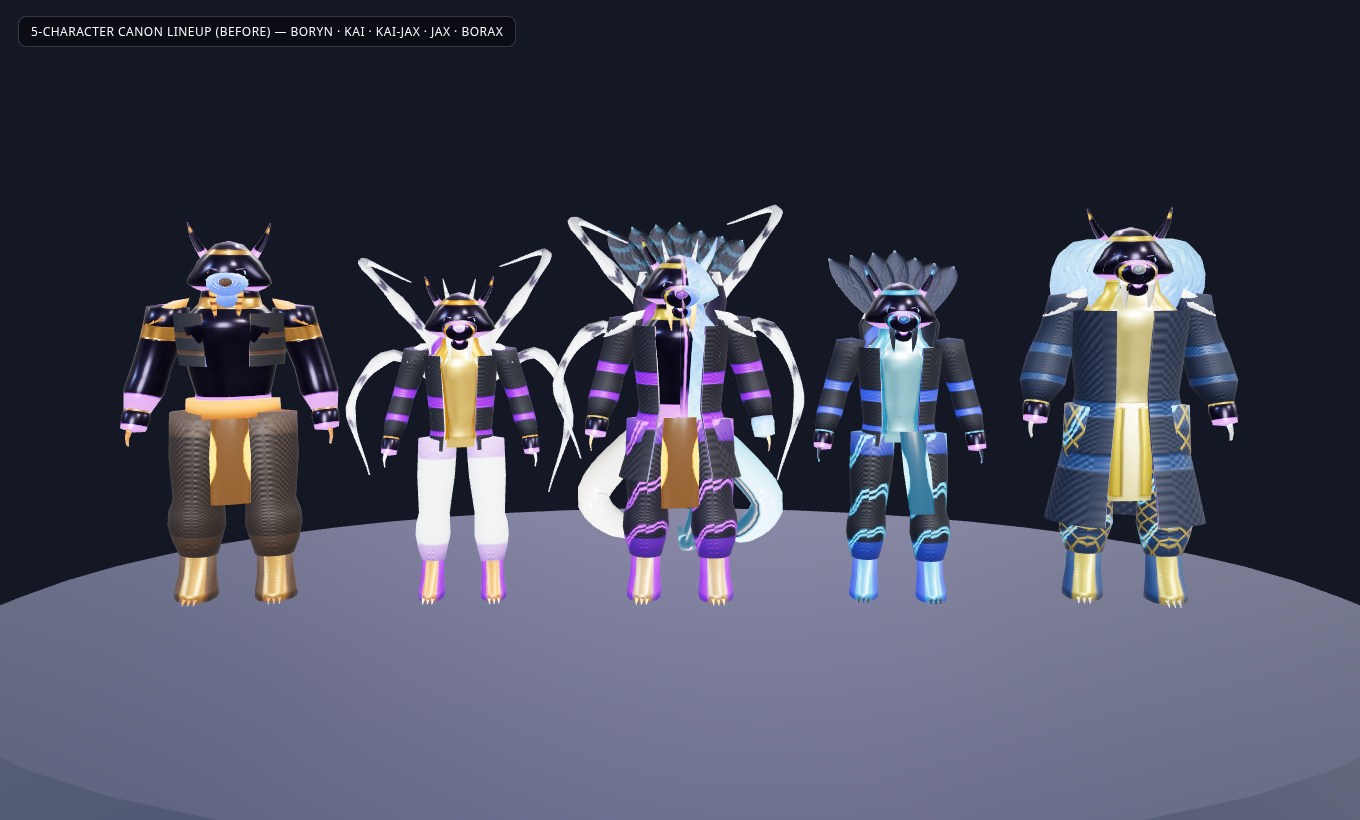 5-CHARACTER CANON LINEUP (BEFORE) — BORYN · KAI · KAI-JAX · JAX · BORAX